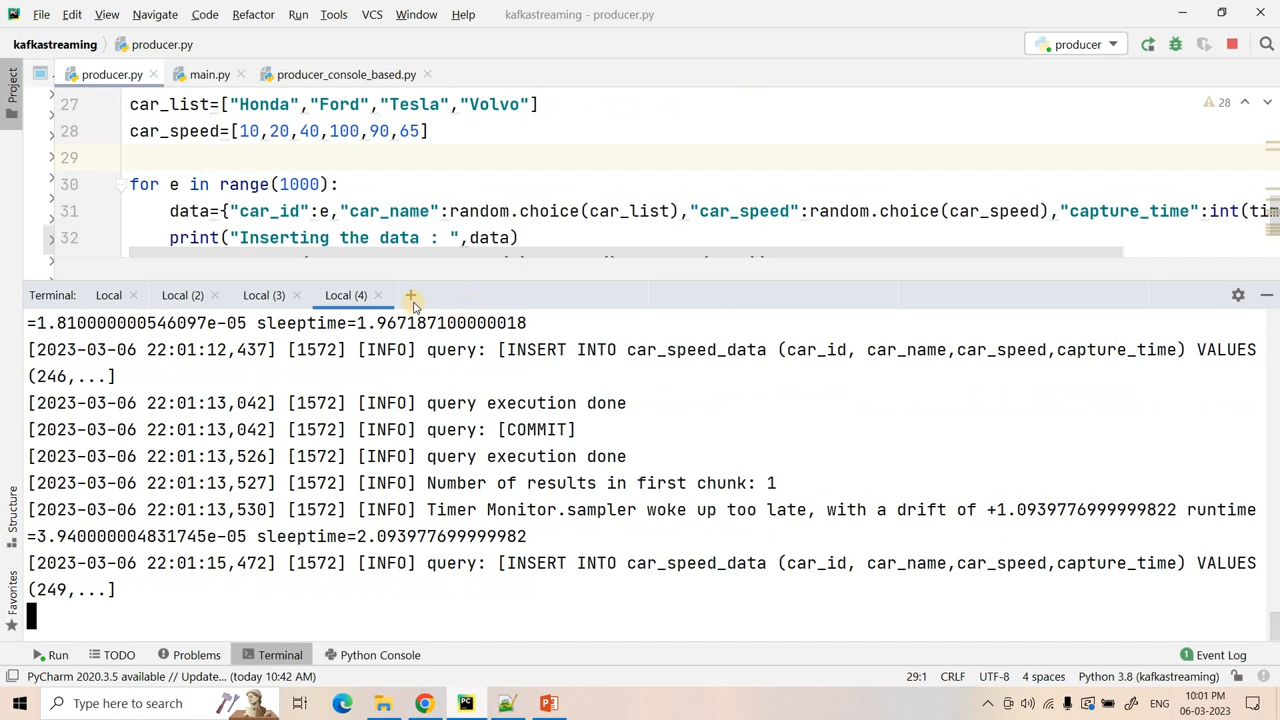 File Edit View Navigate Code Refactor Run Tools VCS Window Help kafkastreaming - producer.py
kafkastreaming producer.py producer
Project
producer.py main.py producer_console_based.py
27 car_list=["Honda","Ford","Tesla","Volvo"]
28
28 car_speed=[10,20,40,100,90,65]
29
30 for e in range(1000):
31 data={"car_id":e,"car_name":random.choice(car_list),"car_speed":random.choice(car_speed),"capture_time":int(tim
32 print("Inserting the data : ",data)
Terminal: Local Local (2) Local (3) Local (4) +
=1.810000000546097e-05 sleeptime=1.967187100000018
[2023-03-06 22:01:12,437] [1572] [INFO] query: [INSERT INTO car_speed_data (car_id, car_name,car_speed,capture_time) VALUES
(246,...]
[2023-03-06 22:01:13,042] [1572] [INFO] query execution done
[2023-03-06 22:01:13,042] [1572] [INFO] query: [COMMIT]
[2023-03-06 22:01:13,526] [1572] [INFO] query execution done
[2023-03-06 22:01:13,527] [1572] [INFO] Number of results in first chunk: 1
[2023-03-06 22:01:13,530] [1572] [INFO] Timer Monitor.sampler woke up too late, with a drift of +1.0939776999999822 runtime
=3.940000004831745e-05 sleeptime=2.093977699999982
[2023-03-06 22:01:15,472] [1572] [INFO] query: [INSERT INTO car_speed_data (car_id, car_name,car_speed,capture_time) VALUES
(249,...]
Structure
Favorites
Run TODO Problems Terminal Python Console 1 Event Log
PyCharm 2020.3.5 available // Update... (today 10:42 AM) 29:1 CRLF UTF-8 4 spaces Python 3.8 (kafkastreaming)
Type here to search ENG 10:01 PM
06-03-2023